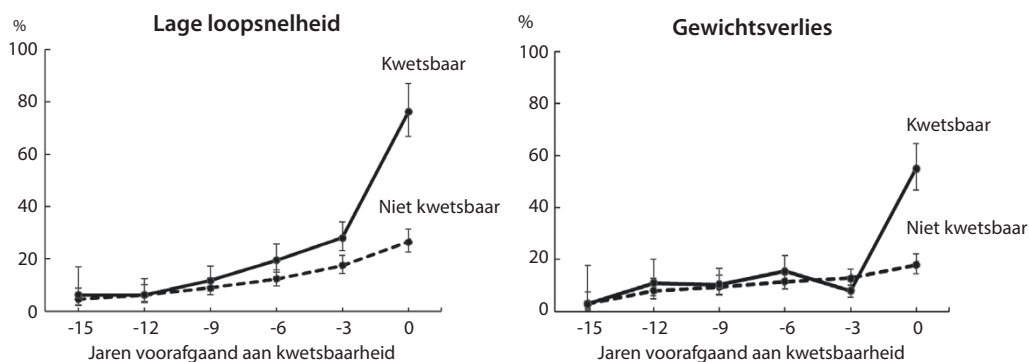 Lage loopsnelheid
%
100
80
60
40
20
0
-15 -12 -9 -6 -3 0
Jaren voorafgaand aan kwetsbaarheid
Kwetsbaar
Niet kwetsbaar
Gewichtsverlies
%
100
80
60
40
20
0
-15 -12 -9 -6 -3 0
Jaren voorafgaand aan kwetsbaarheid
Kwetsbaar
Niet kwetsbaar